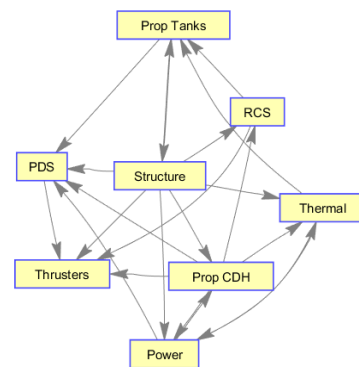 Prop Tanks
RCS
PDS
Structure
Thermal
Thrusters
Prop CDH
Power